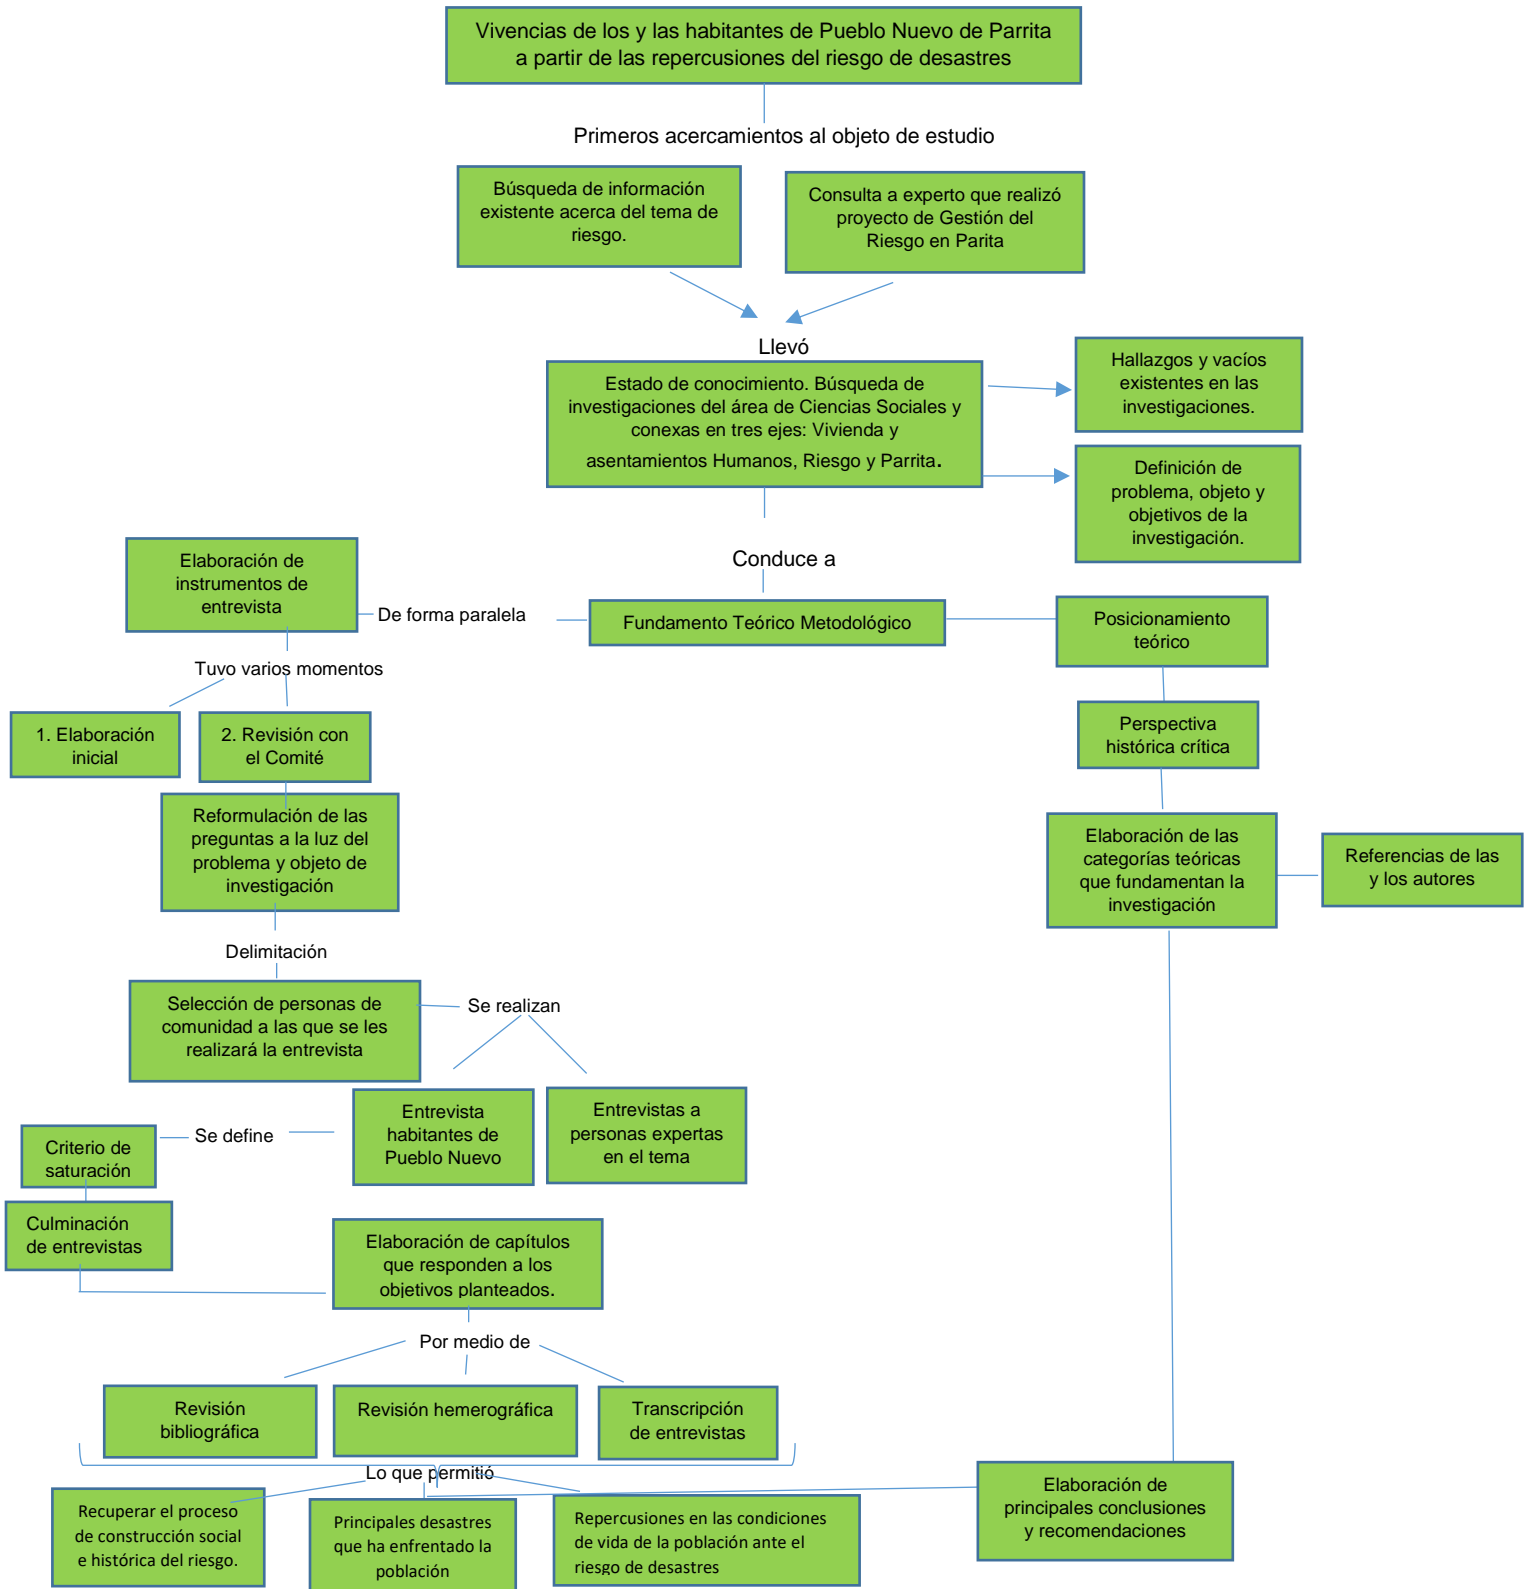 Vivencias de los y las habitantes de Pueblo Nuevo de Parrita
a partir de las repercusiones del riesgo de desastres
Primeros acercamientos al objeto de estudio
Búsqueda de información
existente acerca del tema de
riesgo.
Consulta a experto que realizó
proyecto de Gestión del
Riesgo en Parita
Llevó
Estado de conocimiento. Búsqueda de
investigaciones del área de Ciencias Sociales y
conexas en tres ejes: Vivienda y
asentamientos Humanos, Riesgo y Parrita.
Hallazgos y vacíos
existentes en las
investigaciones.
Definición de
problema, objeto y
objetivos de la
investigación.
Conduce a
Elaboración de
instrumentos de
entrevista
De forma paralela
Fundamento Teórico Metodológico
Posicionamiento
teórico
Tuvo varios momentos
1. Elaboración
inicial
2. Revisión con
el Comité
Perspectiva
histórica crítica
Reformulación de las
preguntas a la luz del
problema y objeto de
investigación
Elaboración de las
categorías teóricas
que fundamentan la
investigación
Referencias de las
y los autores
Delimitación
Selección de personas de
comunidad a las que se les
realizará la entrevista
Se realizan
Entrevista
habitantes de
Pueblo Nuevo
Entrevistas a
personas expertas
en el tema
Se define
Criterio de
saturación
Culminación
de entrevistas
Elaboración de capítulos
que responden a los
objetivos planteados.
Por medio de
Revisión
bibliográfica
Revisión hemerográfica
Transcripción
de entrevistas
Lo que permitió
Recuperar el proceso
de construcción social
e histórica del riesgo.
Principales desastres
que ha enfrentado la
población
Repercusiones en las condiciones
de vida de la población ante el
riesgo de desastres
Elaboración de
principales conclusiones
y recomendaciones